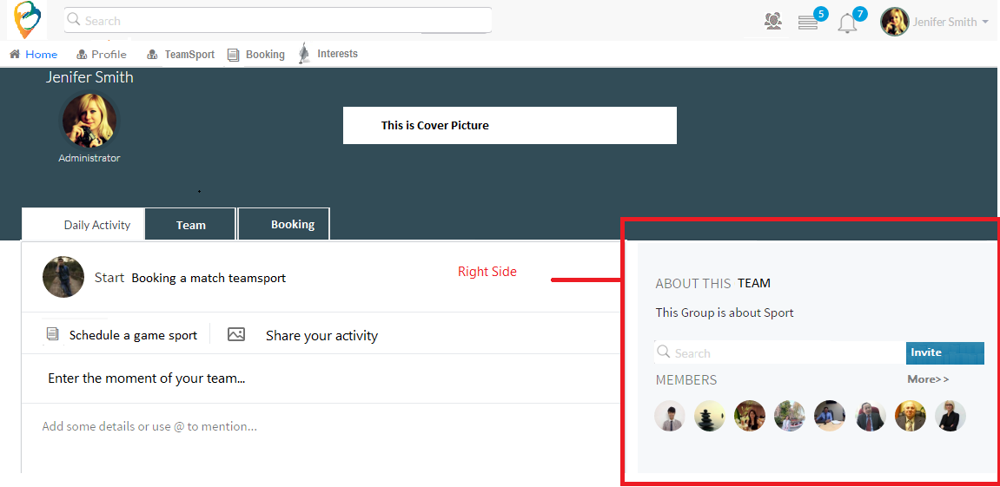 Search
5
7
Jenifer Smith
Home
Profile
TeamSport
Booking
Interests
Jenifer Smith
This is Cover Picture
Administrator
Daily Activity
Team
Booking
Start Booking a match teamsport
Right Side
ABOUT THIS TEAM
This Group is about Sport
Schedule a game sport
Share your activity
Search
Invite
Enter the moment of your team...
MEMBERS
More>>
Add some details or use @ to mention...